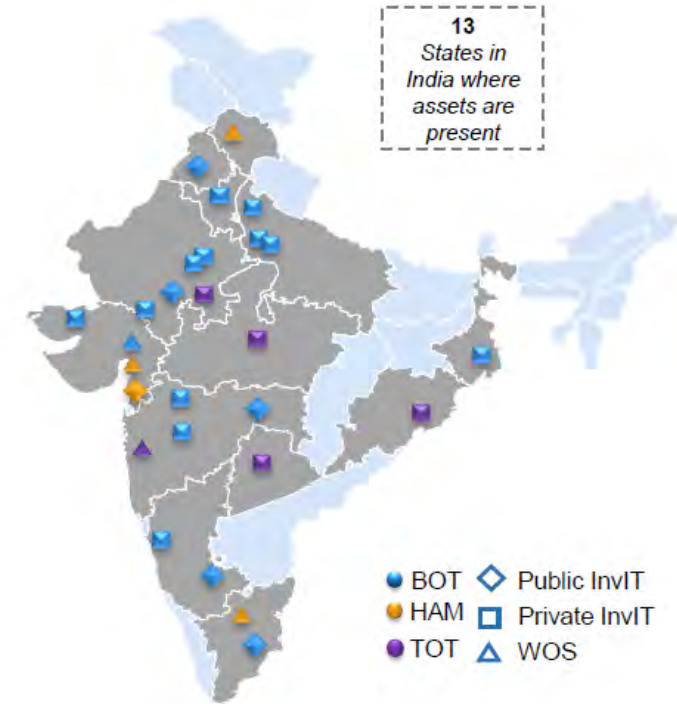 13
States in
India where
assets are
present
BOT Public InvIT
HAM Private InvIT
TOT WOS